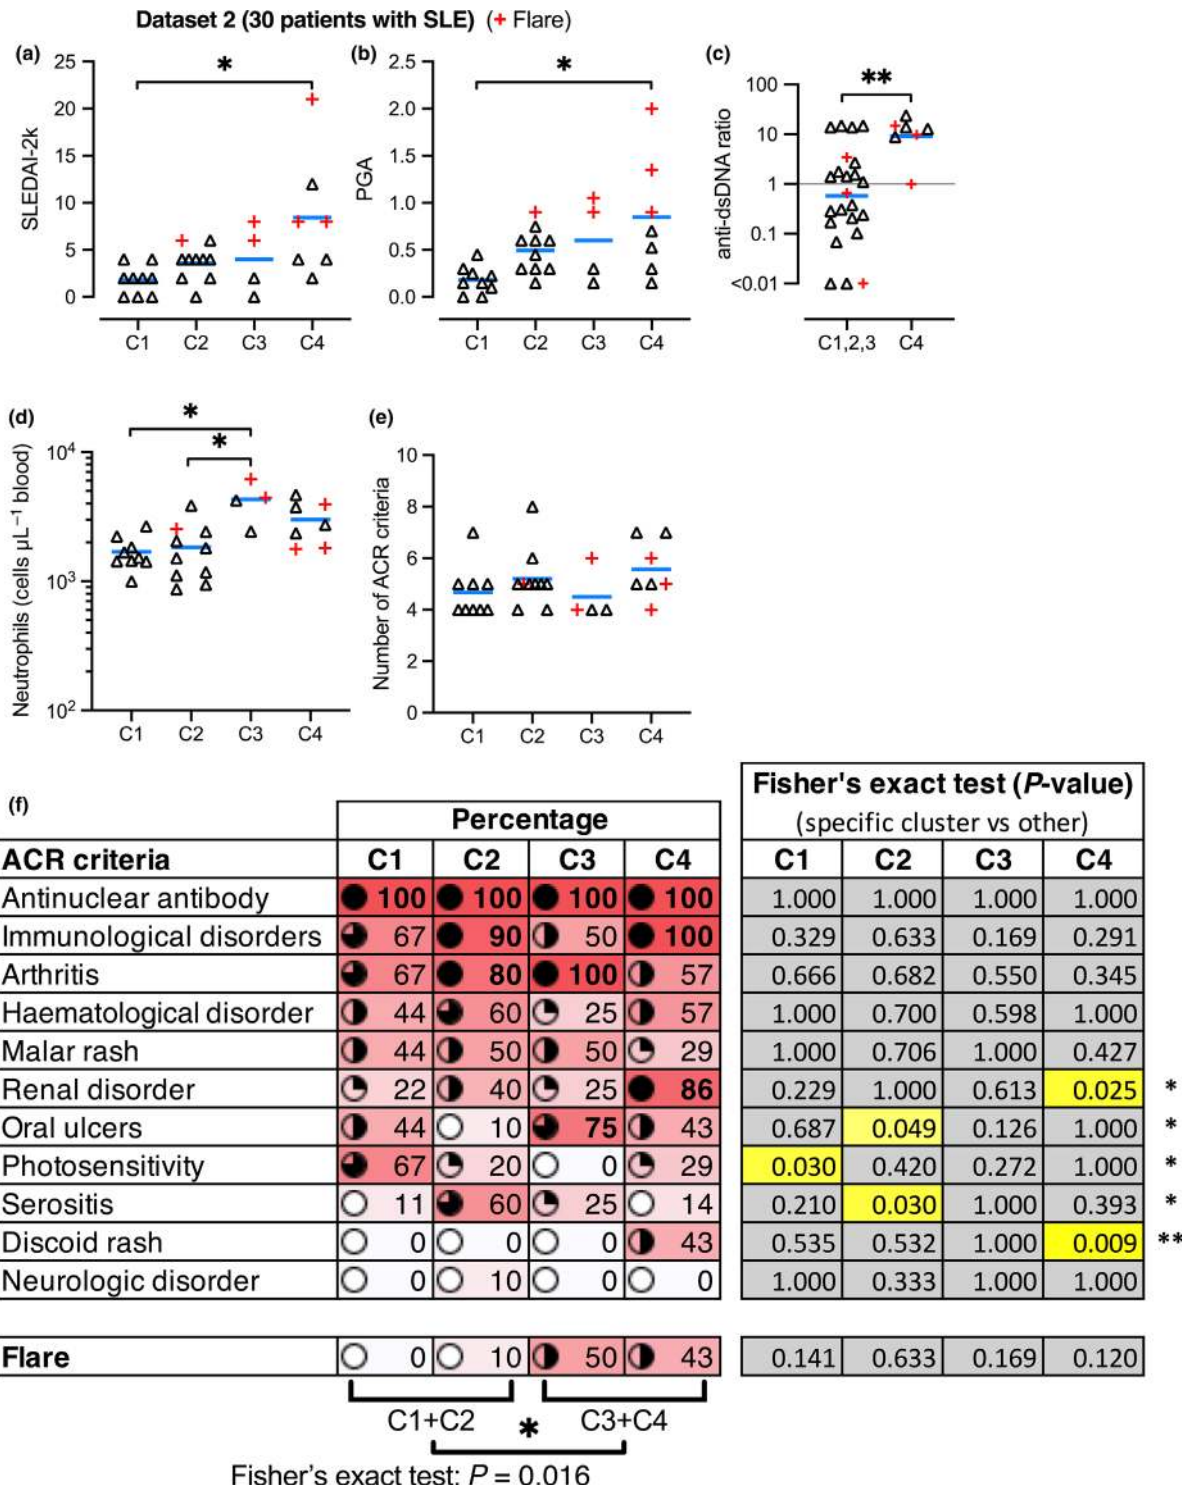 Dataset 2 (30 patients with SLE) (+ Flare)
(a)
SLEDAI-2k
25
20
15
10
5
0
*
C1 C2 C3 C4
(b)
PGA
2.5
2.0
1.5
1.0
0.5
0.0
*
C1 C2 C3 C4
(c)
anti-dsDNA ratio
100
10
1
0.1
<0.01
**
C1,2,3 C4
(d)
Neutrophils (cells µL⁻¹ blood)
10⁴
10³
10²
*
*
C1 C2 C3 C4
(e)
Number of ACR criteria
10
8
6
4
2
0
C1 C2 C3 C4
(f)
Percentage
Fisher's exact test (P-value)
(specific cluster vs other)
ACR criteria C1 C2 C3 C4 C1 C2 C3 C4
Antinuclear antibody 100 100 100 100 1.000 1.000 1.000 1.000
Immunological disorders 67 90 50 100 0.329 0.633 0.169 0.291
Arthritis 67 80 100 57 0.666 0.682 0.550 0.345
Haematological disorder 44 60 25 57 1.000 0.700 0.598 1.000
Malar rash 44 50 50 29 1.000 0.706 1.000 0.427
Renal disorder 22 40 25 86 0.229 1.000 0.613 0.025 *
Oral ulcers 44 10 75 43 0.687 0.049 0.126 1.000 *
Photosensitivity 67 20 0 29 0.030 0.420 0.272 1.000 *
Serositis 11 60 25 14 0.210 0.030 1.000 0.393 *
Discoid rash 0 0 0 43 0.535 0.532 1.000 0.009 **
Neurologic disorder 0 10 0 0 1.000 0.333 1.000 1.000
Flare 0 10 50 43 0.141 0.633 0.169 0.120
C1+C2 * C3+C4
Fisher's exact test: P = 0.016